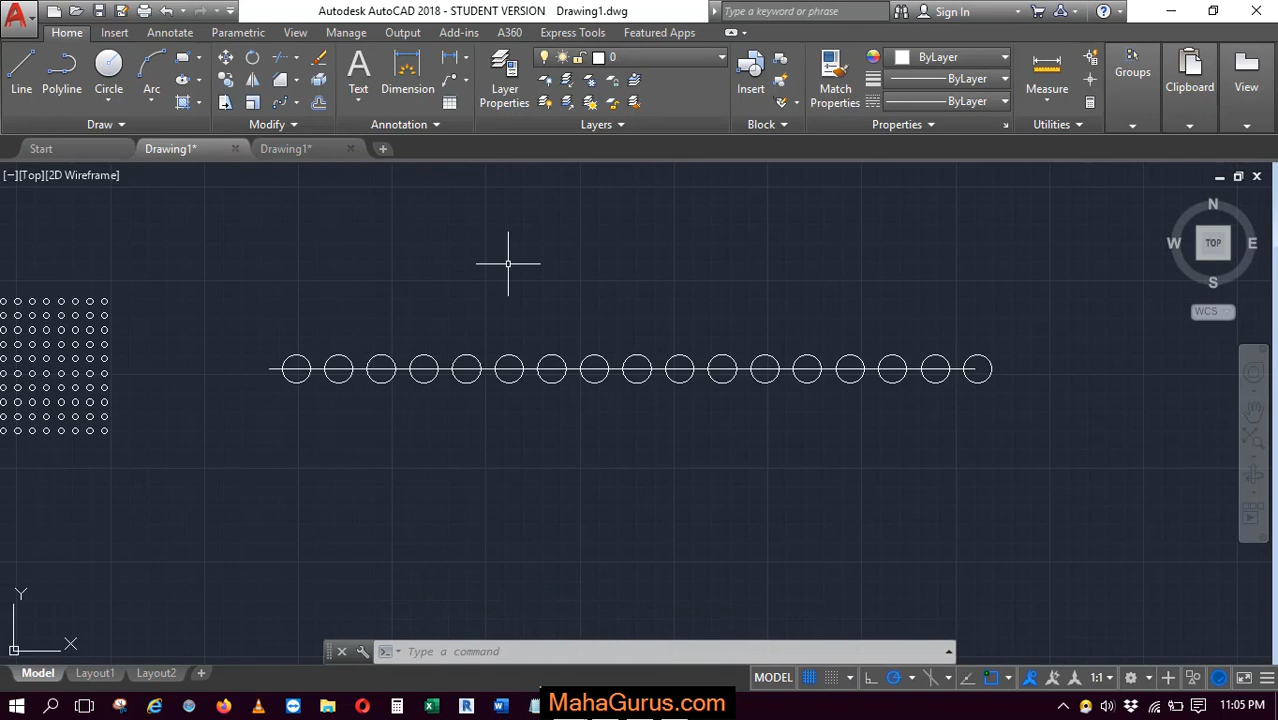 Autodesk AutoCAD 2018 - STUDENT VERSION Drawing1.dwg
Type a keyword or phrase
Sign In
Home Insert Annotate Parametric View Manage Output Add-ins A360 Express Tools Featured Apps
0
ByLayer
ByLayer
ByLayer
Line Polyline Circle Arc
Text Dimension
Layer Properties
Insert
Match Properties
Measure
Groups
Clipboard
View
Draw Modify Annotation Layers Block Properties Utilities
Start Drawing1* Drawing1*
[−][Top][2D Wireframe]
N
W TOP E
S
WCS
Y
X
Type a command
Model Layout1 Layout2
MODEL
1:1
MahaGurus.com
11:05 PM